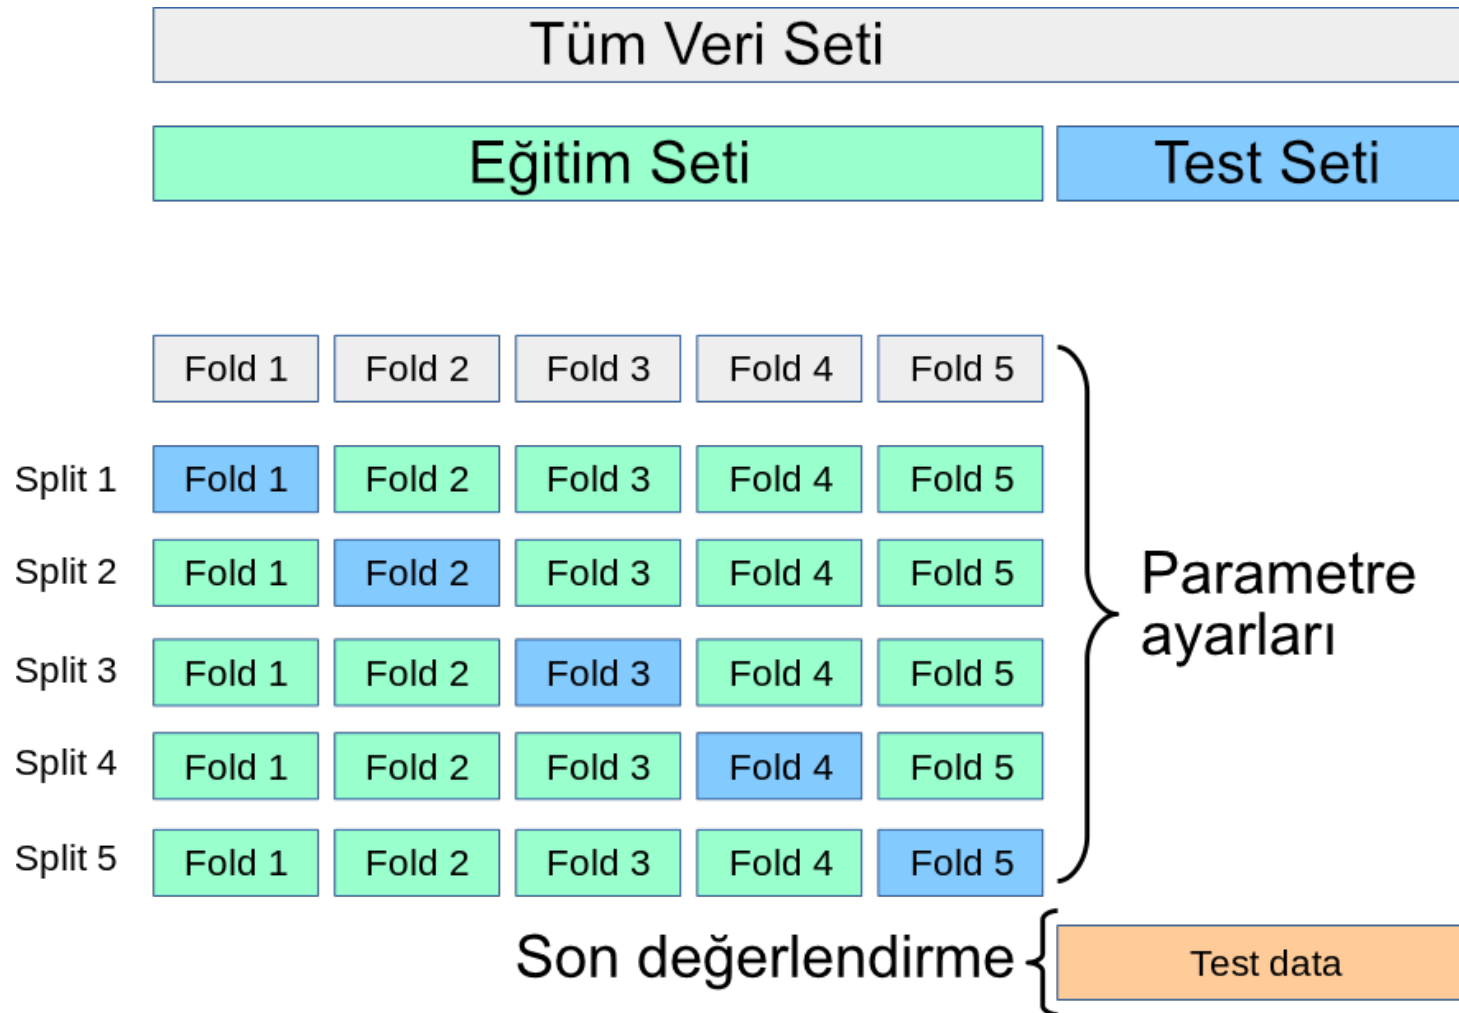 Tüm Veri Seti
Eğitim Seti Test Seti
Fold 1 Fold 2 Fold 3 Fold 4 Fold 5
Split 1 Fold 1 Fold 2 Fold 3 Fold 4 Fold 5
Split 2 Fold 1 Fold 2 Fold 3 Fold 4 Fold 5
Split 3 Fold 1 Fold 2 Fold 3 Fold 4 Fold 5
Split 4 Fold 1 Fold 2 Fold 3 Fold 4 Fold 5
Split 5 Fold 1 Fold 2 Fold 3 Fold 4 Fold 5
Parametre
ayarları
Son değerlendirme Test data